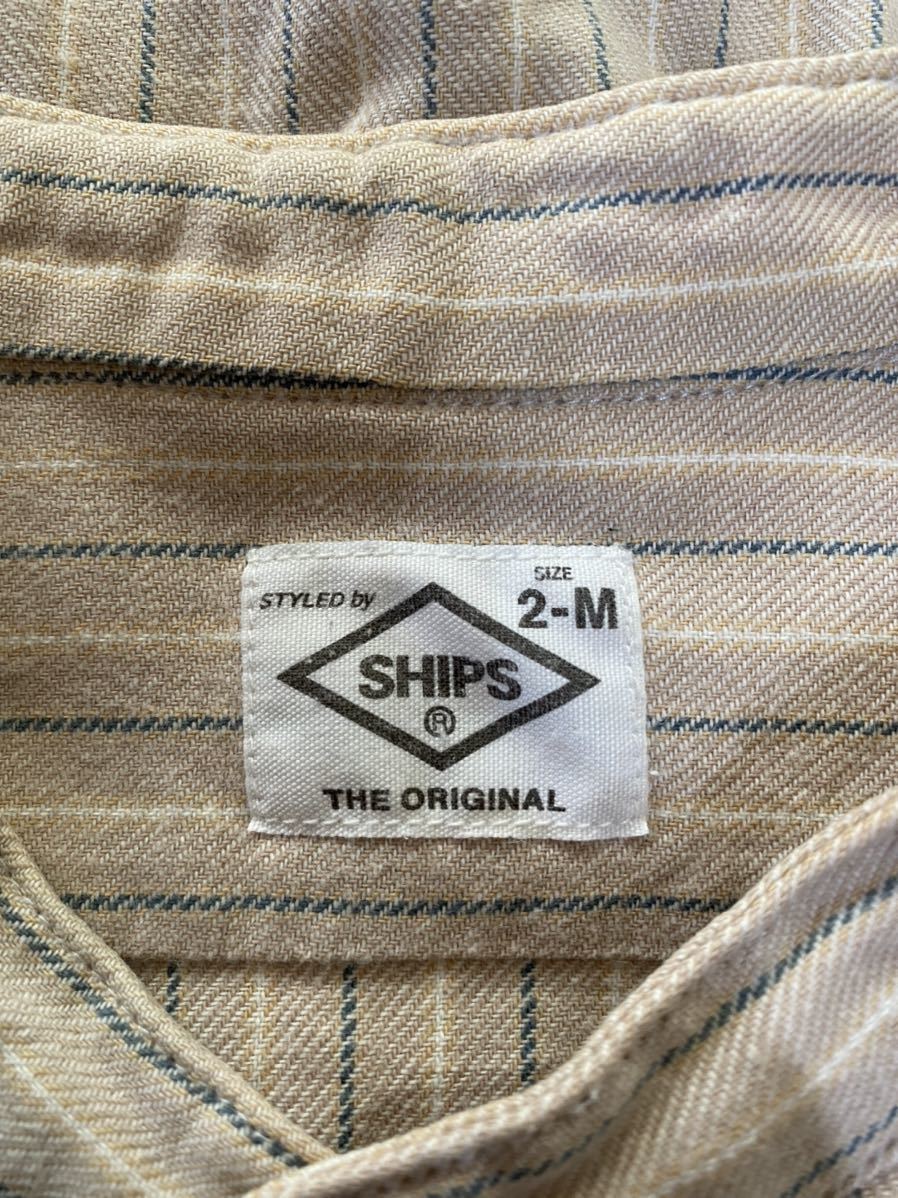 STYLED by
SIZE
2-M
SHIPS
®
THE ORIGINAL